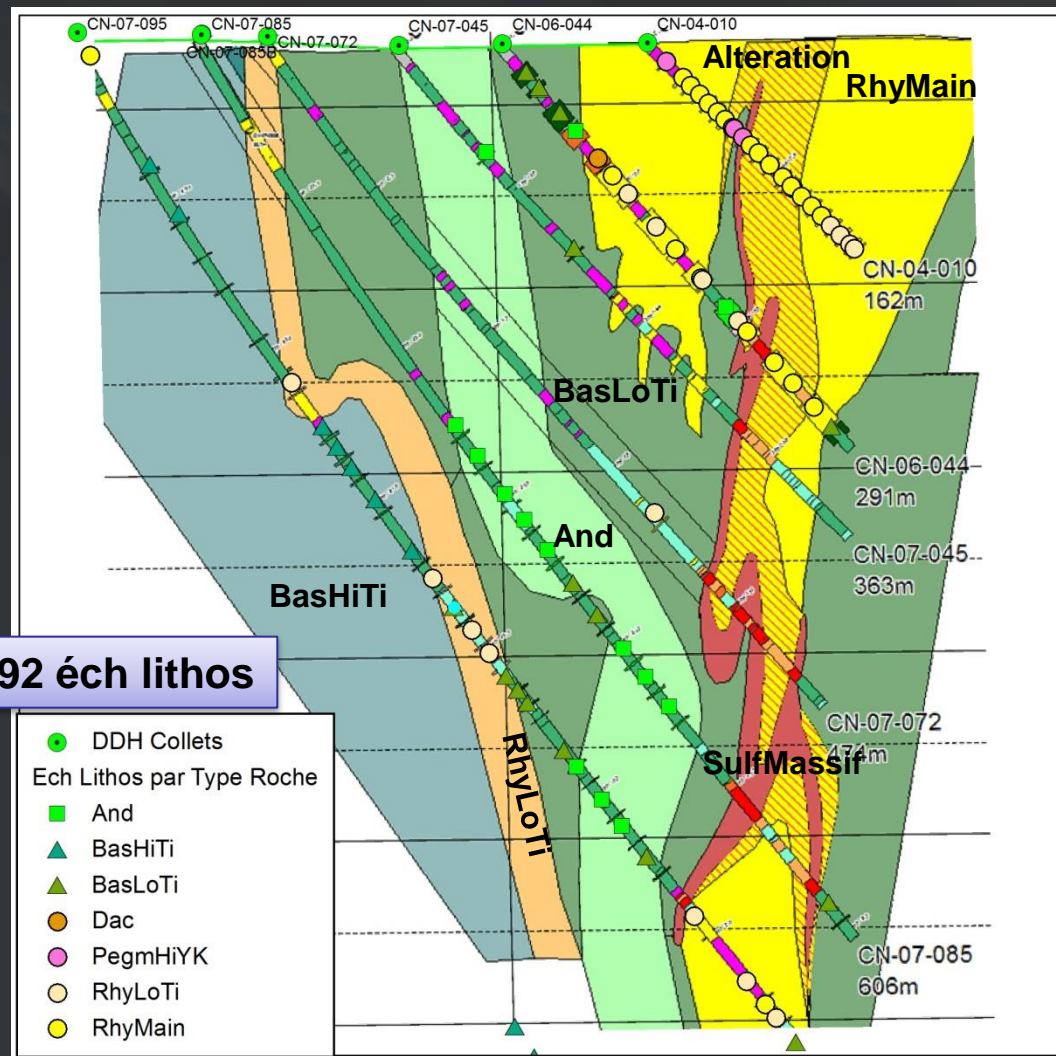 CN-07-095
CN-07-085
CN-07-085B
CN-07-072
CN-07-045
CN-06-044
CN-04-010
Alteration
RhyMain
CN-04-010
162m
BasLoTi
CN-06-044
291m
And
CN-07-045
363m
BasHiTi
92 éch lithos
CN-07-072
474m
SulfMassif
RhyLoTi
CN-07-085
606m
DDH Collets
Ech Lithos par Type Roche
And
BasHiTi
BasLoTi
Dac
PegmHiYK
RhyLoTi
RhyMain